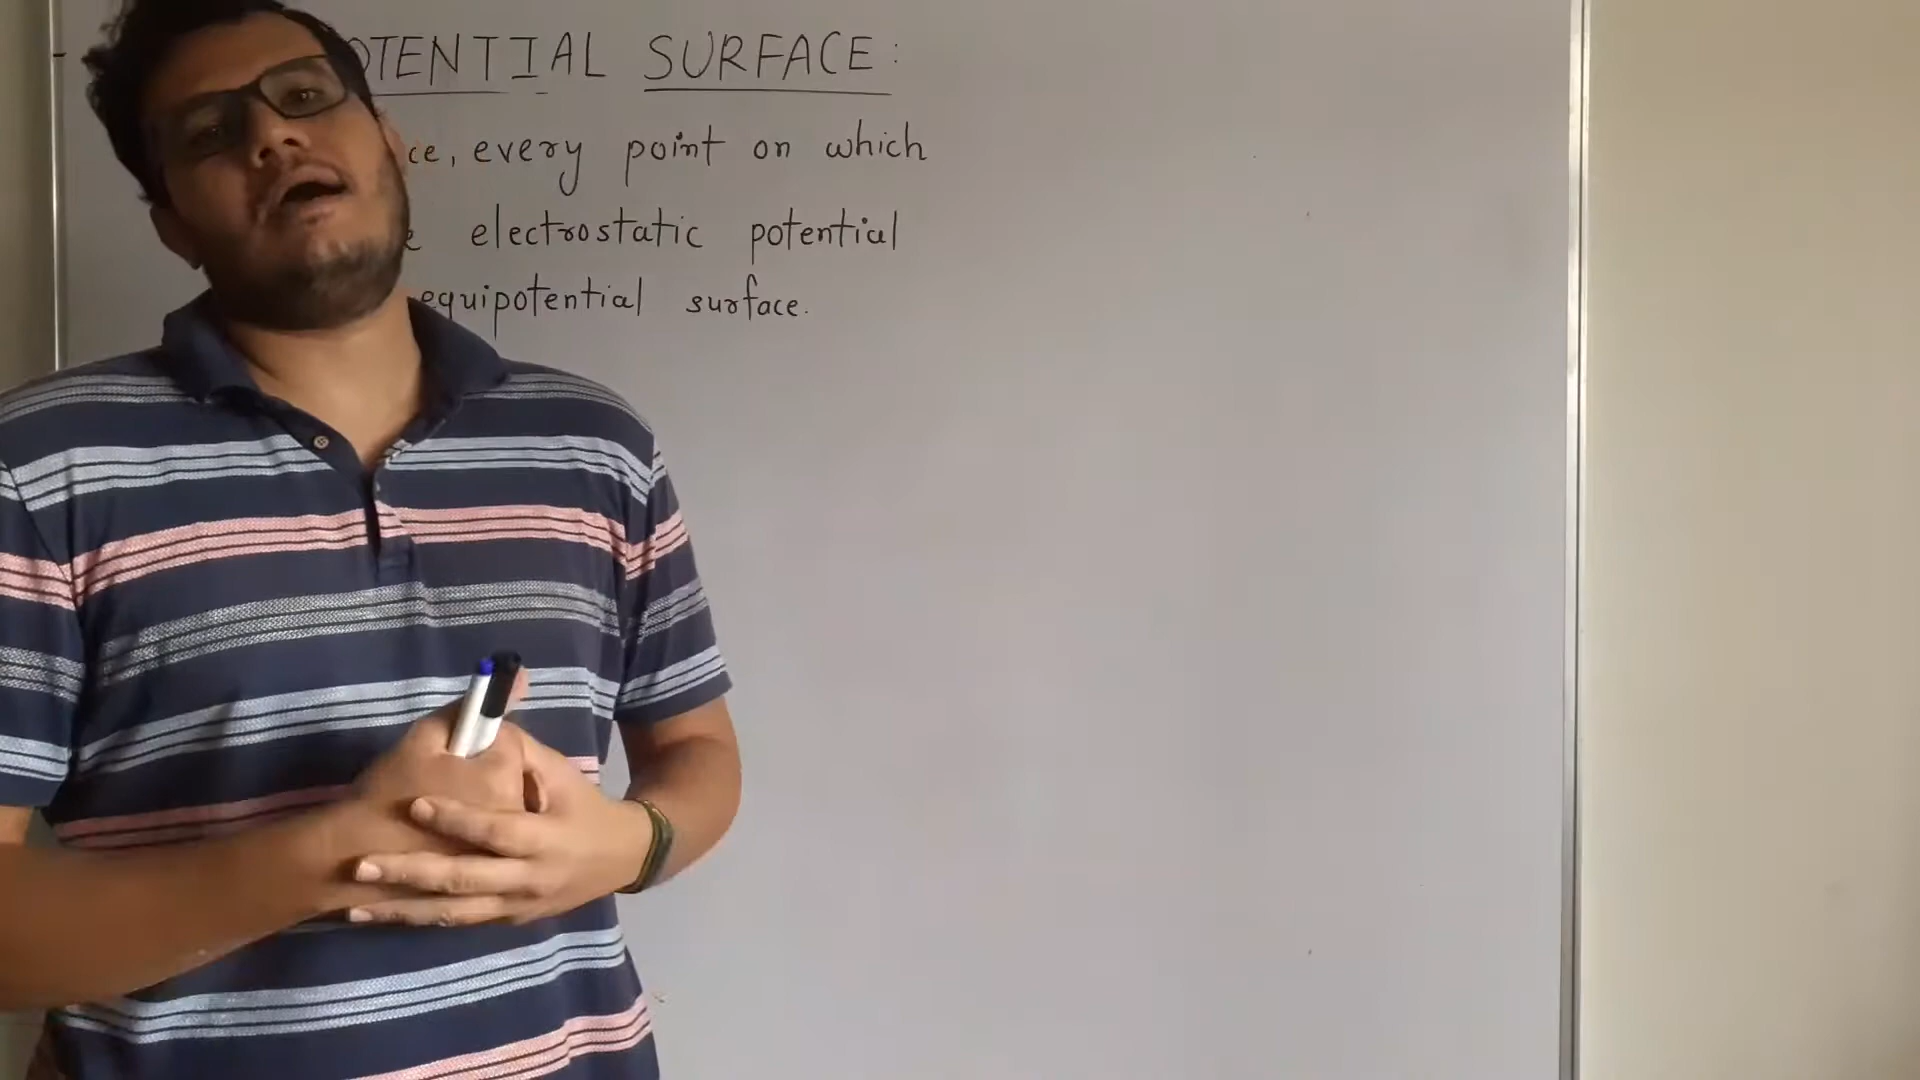 OTENTIAL SURFACE:
ce, every point on which
electrostatic potential
equipotential surface.